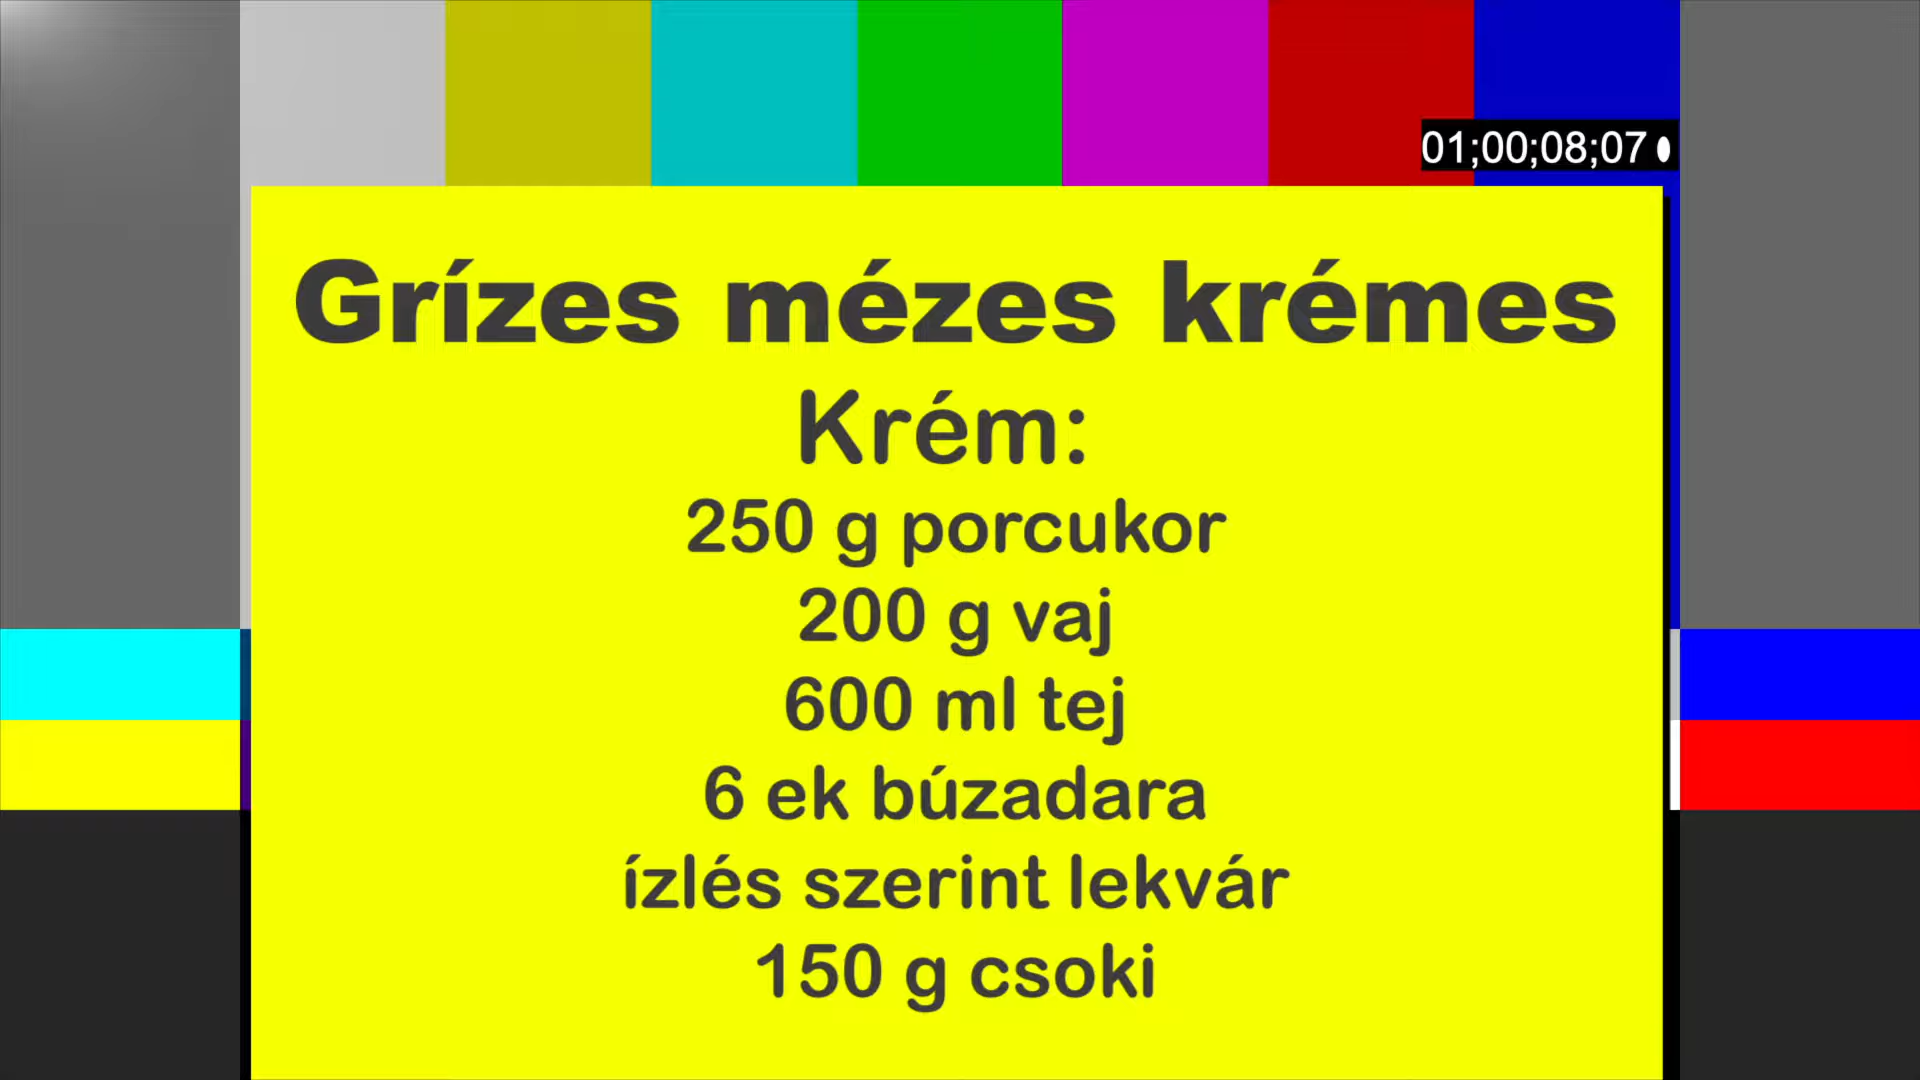 01;00;08;07
Grízes mézes krémes
Krém:
250 g porcukor
200 g vaj
600 ml tej
6 ek búzadara
ízlés szerint lekvár
150 g csoki